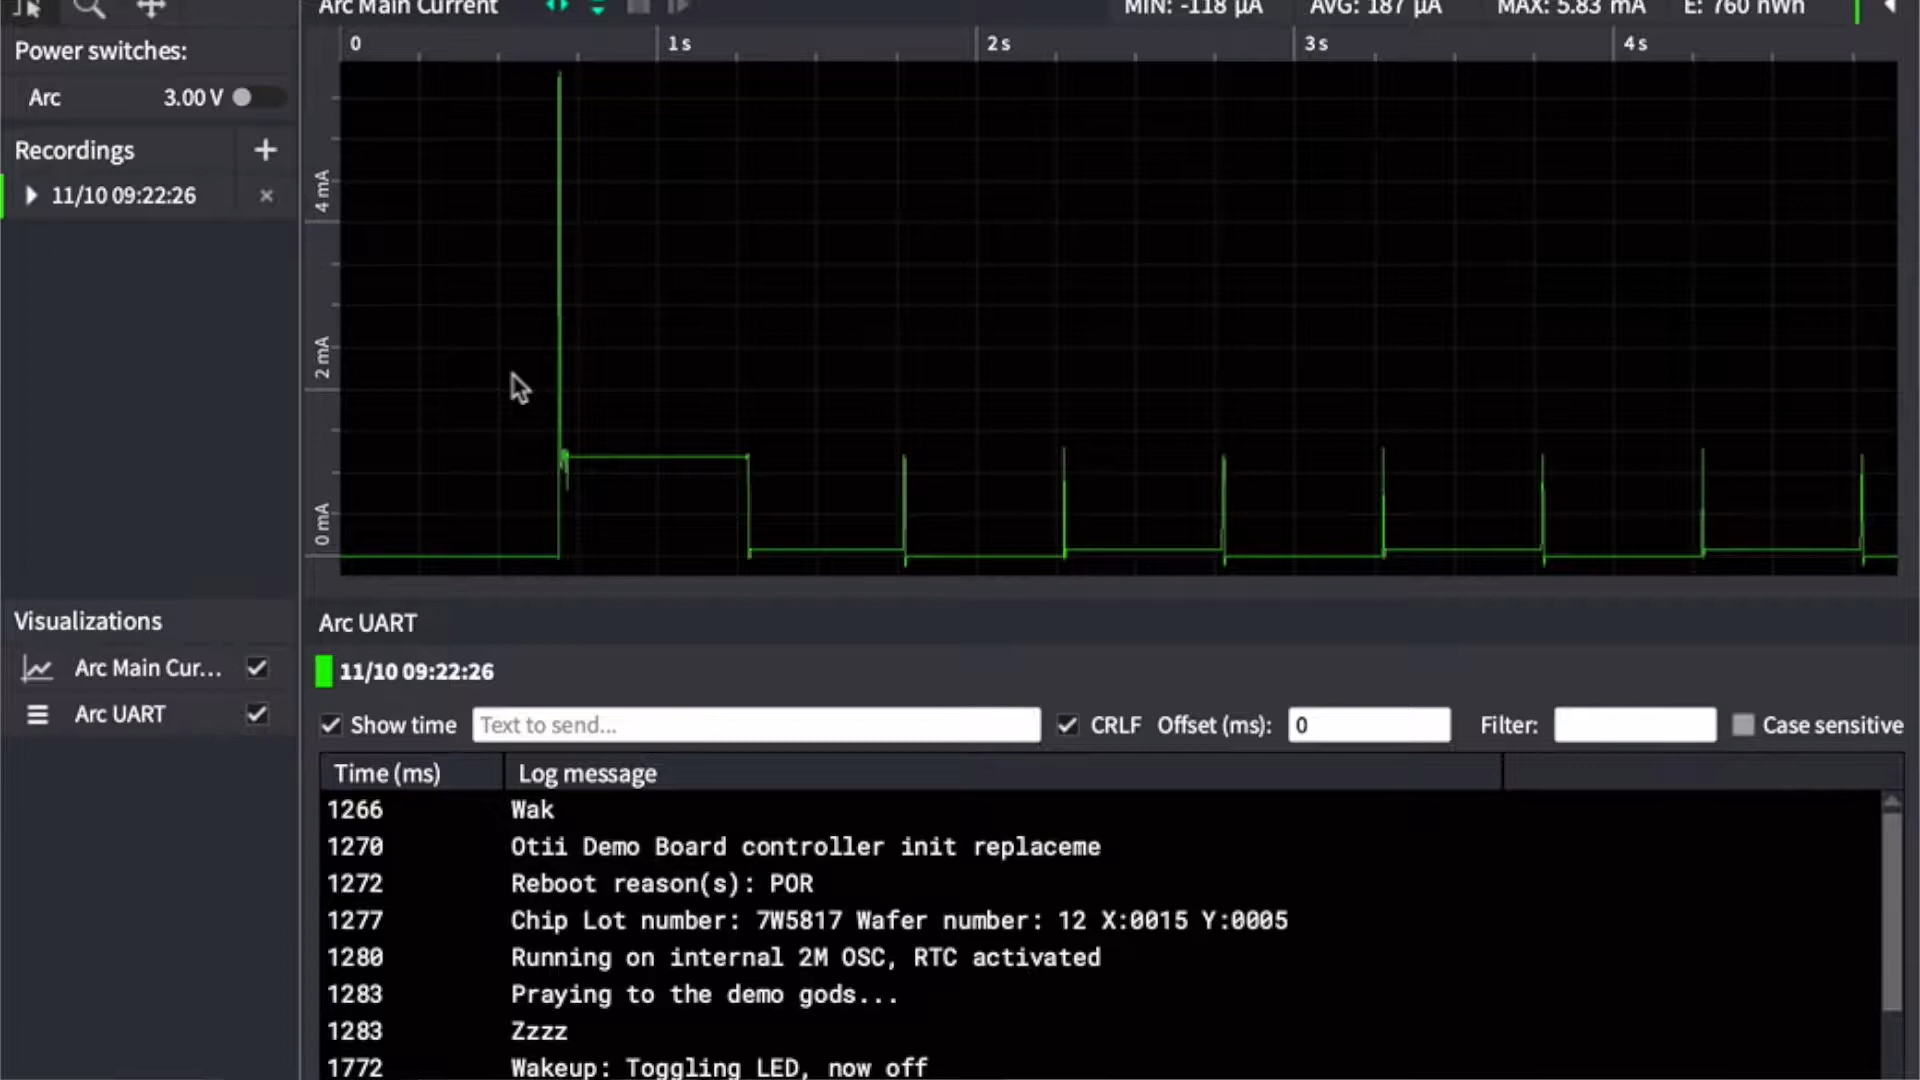 Arc Main Current MIN: -118 µA AVG: 187 µA MAX: 5.83 mA E: 760 nWh
Power switches:
Arc 3.00 V
Recordings +
11/10 09:22:26 ×
0 1 s 2 s 3 s 4 s
4 mA
2 mA
0 mA
Visualizations
Arc Main Cur...
Arc UART
Arc UART
11/10 09:22:26
Show time Text to send... CRLF Offset (ms): 0 Filter: Case sensitive
Time (ms) Log message
1266 Wak
1270 Otii Demo Board controller init replaceme
1272 Reboot reason(s): POR
1277 Chip Lot number: 7W5817 Wafer number: 12 X:0015 Y:0005
1280 Running on internal 2M OSC, RTC activated
1283 Praying to the demo gods...
1283 Zzzz
1772 Wakeup: Toggling LED, now off